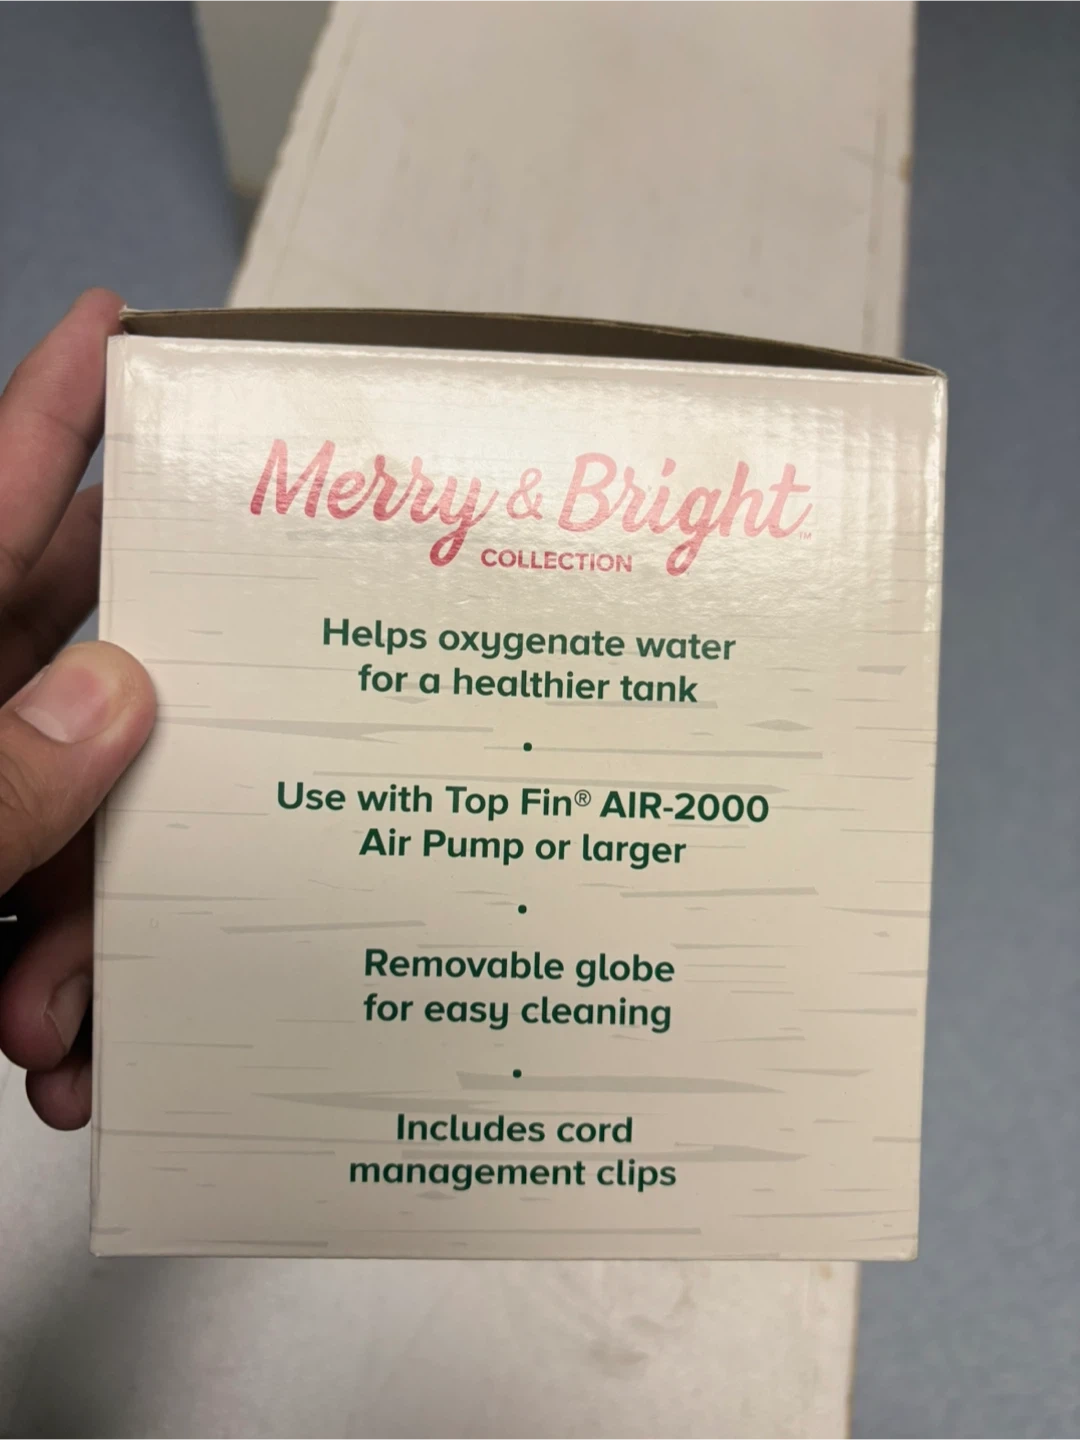 Merry & Bright™
COLLECTION
Helps oxygenate water
for a healthier tank
•
Use with Top Fin® AIR-2000
Air Pump or larger
•
Removable globe
for easy cleaning
•
Includes cord
management clips